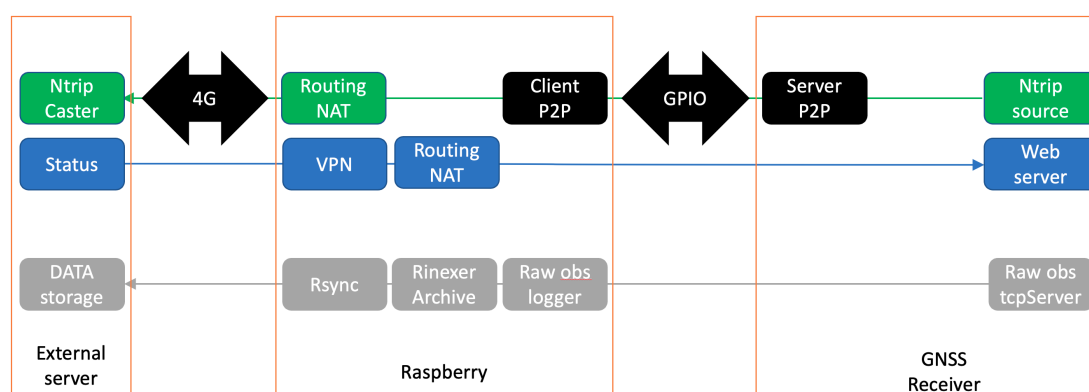 Ntrip
Caster
4G
Routing
NAT
Client
P2P
GPIO
Server
P2P
Ntrip
source
Status
VPN
Routing
NAT
Web
server
DATA
storage
Rsync
Rinexer
Archive
Raw obs
logger
Raw obs
tcpServer
External
server
Raspberry
GNSS
Receiver